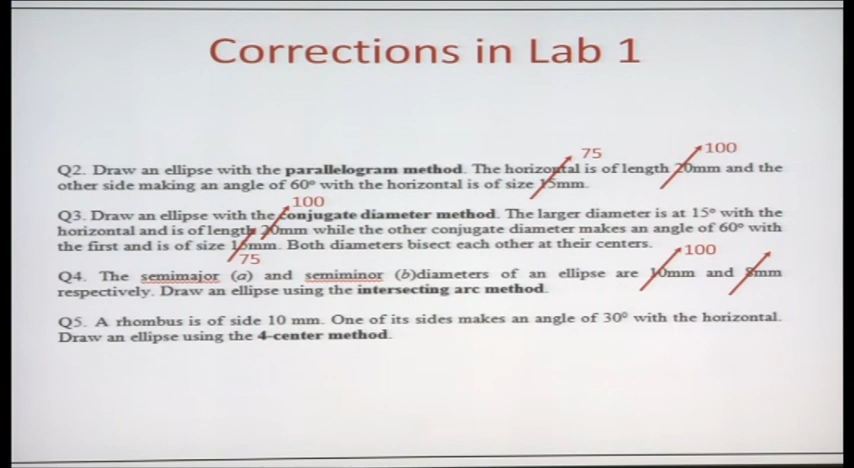 Corrections in Lab 1
75
100
Q2. Draw an ellipse with the parallelogram method. The horizontal is of length 20mm and the
other side making an angle of 60° with the horizontal is of size 15mm.
100
Q3. Draw an ellipse with the conjugate diameter method. The larger diameter is at 15° with the
horizontal and is of length 20mm while the other conjugate diameter makes an angle of 60° with
the first and is of size 15mm. Both diameters bisect each other at their centers.
75
100
Q4. The semimajor (a) and semiminor (b)diameters of an ellipse are 10mm and 8mm
respectively. Draw an ellipse using the intersecting arc method.
Q5. A rhombus is of side 10 mm. One of its sides makes an angle of 30° with the horizontal.
Draw an ellipse using the 4-center method.